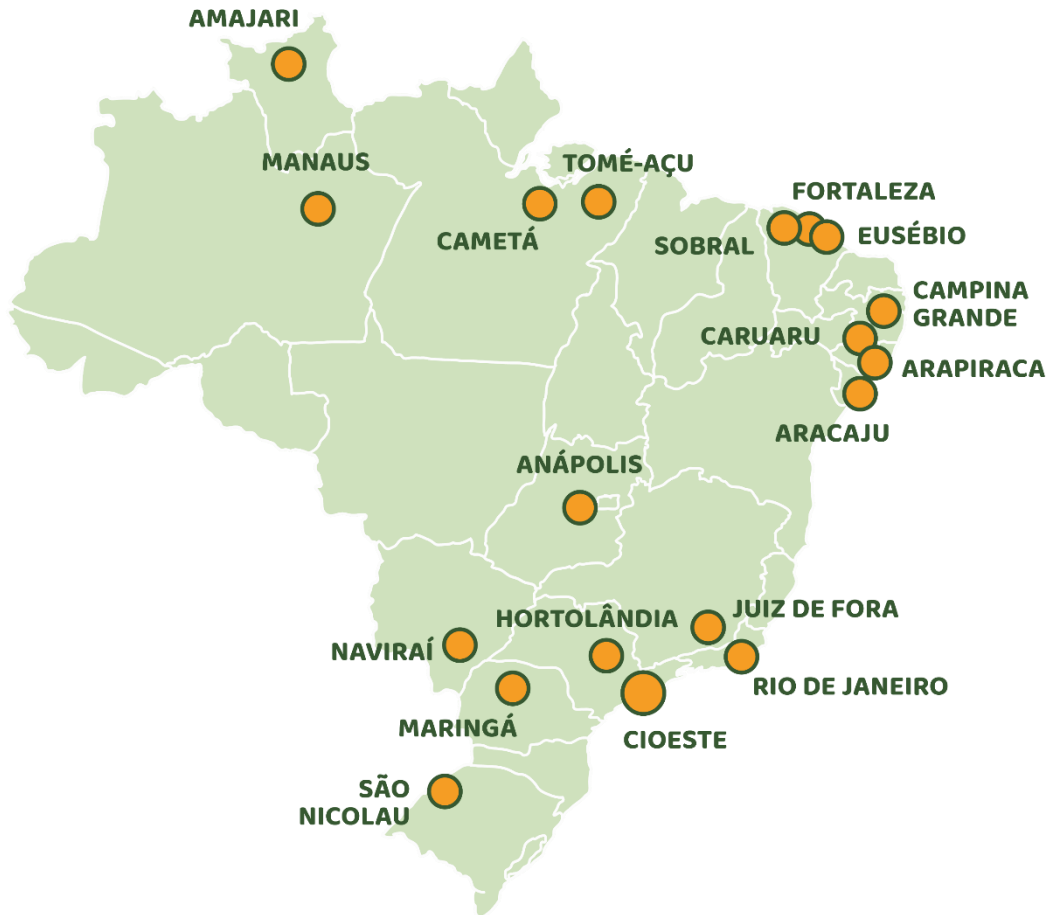 AMAJARI
MANAUS
TOMÉ-AÇU
CAMETÁ
FORTALEZA
SOBRAL
EUSÉBIO
CAMPINA
GRANDE
CARUARU
ARAPIRACA
ARACAJU
ANÁPOLIS
HORTOLÂNDIA
JUIZ DE FORA
NAVIRAÍ
RIO DE JANEIRO
MARINGÁ
CIOESTE
SÃO
NICOLAU